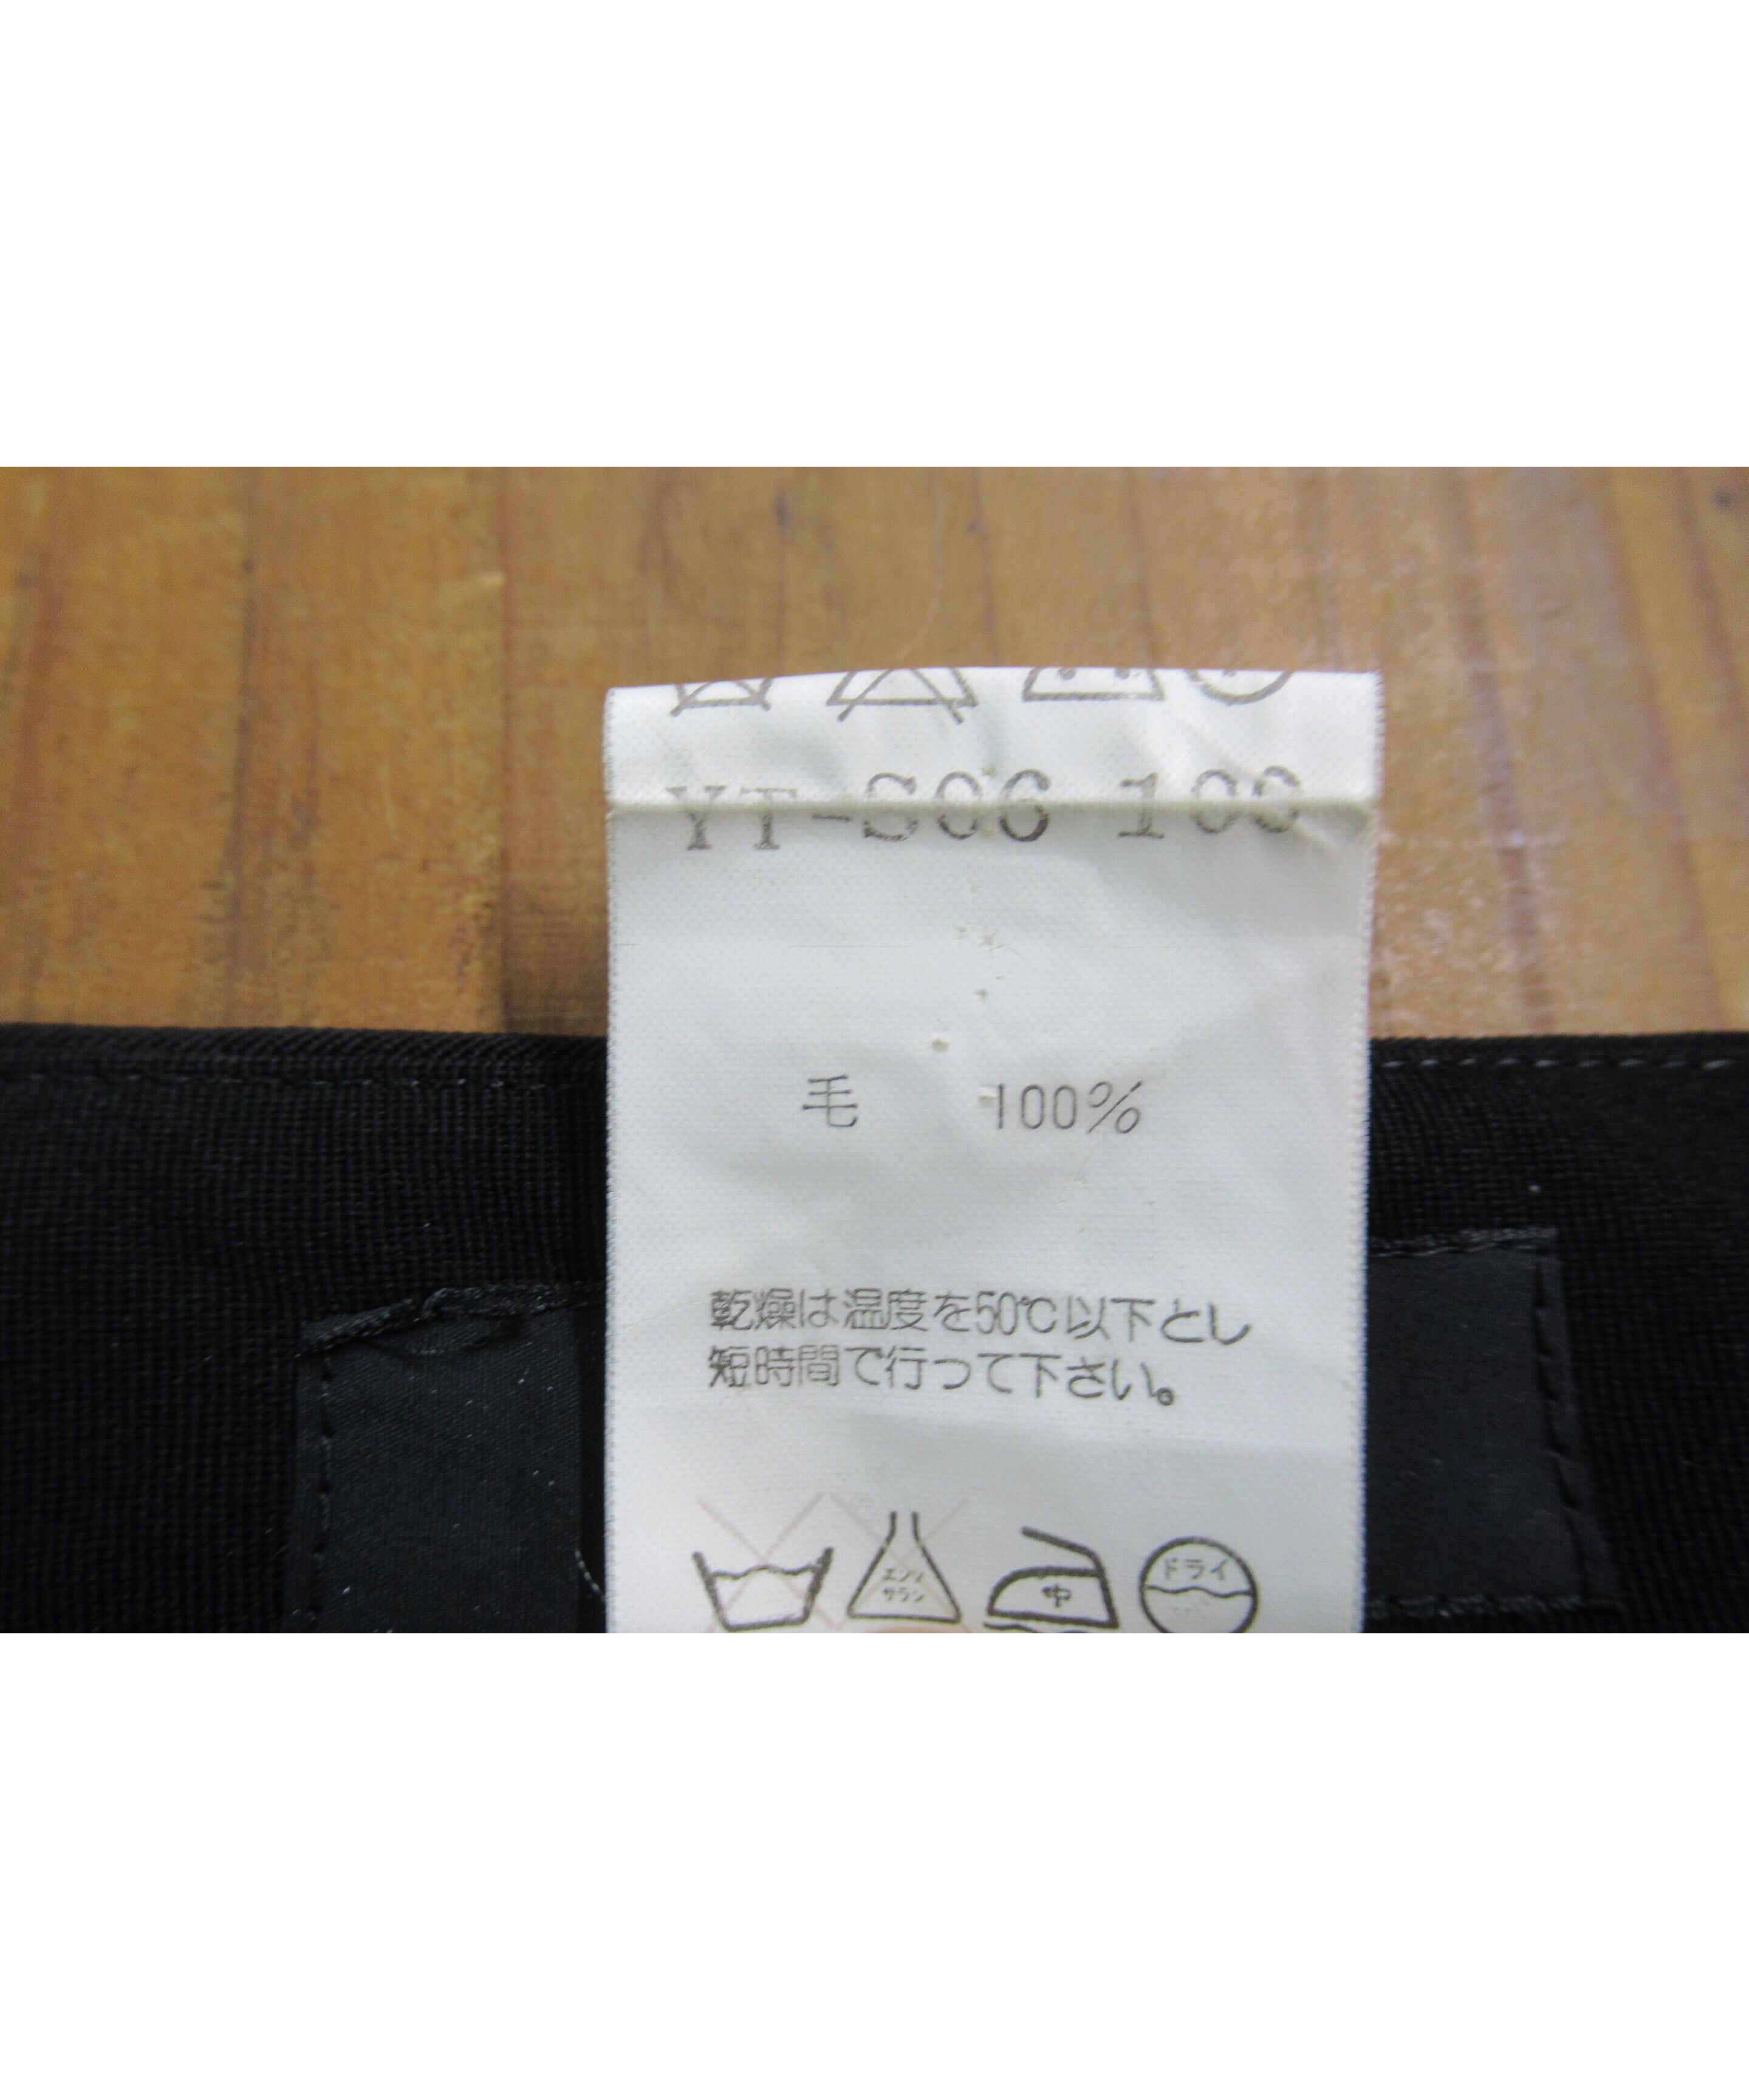 YT-S06 100
毛 100%
乾燥は温度を50℃以下とし
短時間で行って下さい。
エンソ
サラシ
中
ドライ